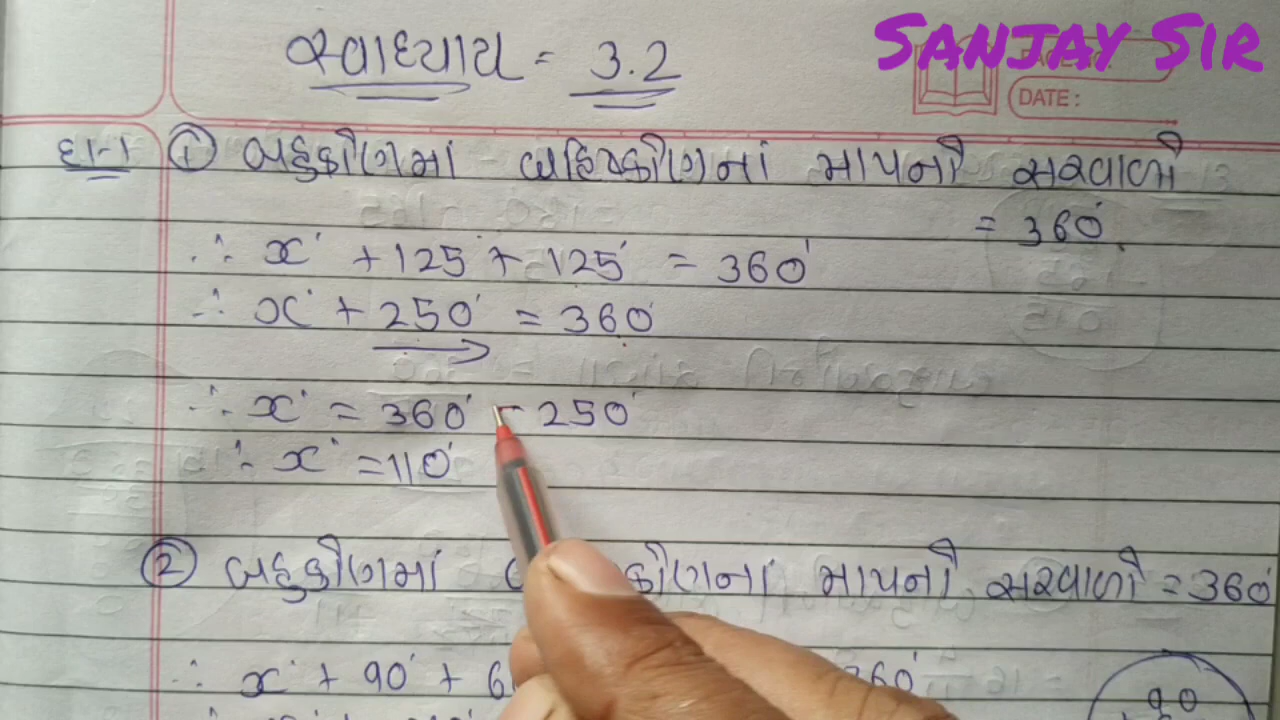 SANJAY SIR
સ્વાધ્યાય = 3.2
DATE :
દા-1 ① બહુકોણમાં બહિષ્કોણનાં માપનો સરવાળો
= 360°
∴ x° + 125° + 125° = 360°
∴ x° + 250° = 360°
∴ x° = 360° - 250°
∴ x° = 110°
② બહુકોણમાં કોણનાં માપનો સરવાળો = 360°
∴ x° + 90° + 6 360°
90